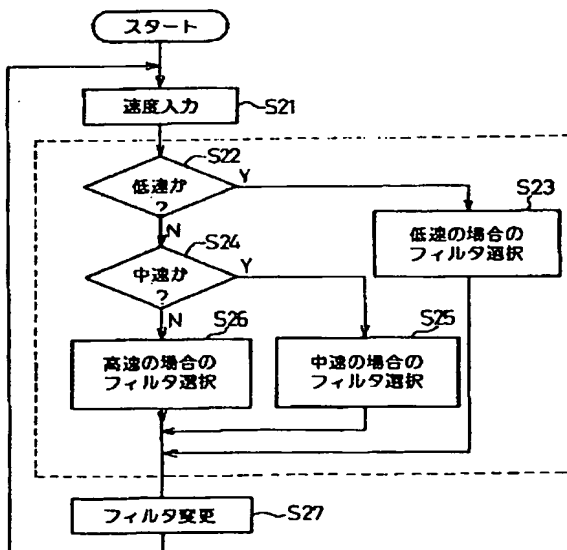 スタート
速度入力
S21
S22
低速か
?
Y
N
S23
低速の場合の
フィルタ選択
S24
中速か
?
Y
N
S25
中速の場合の
フィルタ選択
S26
高速の場合の
フィルタ選択
フィルタ変更
S27